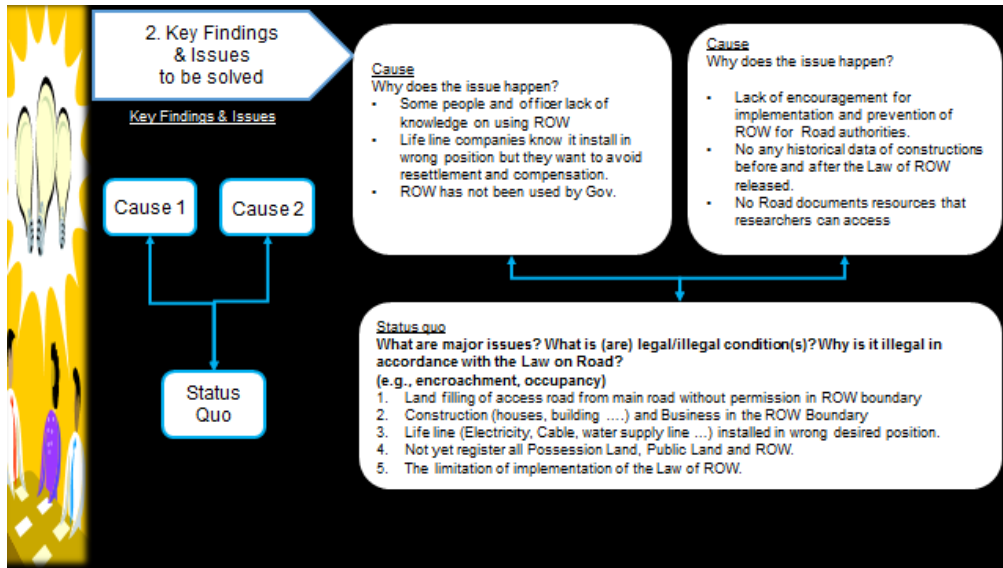 2. Key Findings
& Issues
to be solved
Key Findings & Issues
Cause 1
Cause 2
Status
Quo
Cause
Why does the issue happen?
• Some people and officer lack of
knowledge on using ROW
• Life line companies know it install in
wrong position but they want to avoid
resettlement and compensation.
• ROW has not been used by Gov.
Cause
Why does the issue happen?
• Lack of encouragement for
implementation and prevention of
ROW for Road authorities.
• No any historical data of constructions
before and after the Law of ROW
released.
• No Road documents resources that
researchers can access
Status quo
What are major issues? What is (are) legal/illegal condition(s)? Why is it illegal in
accordance with the Law on Road?
(e.g., encroachment, occupancy)
1. Land filling of access road from main road without permission in ROW boundary
2. Construction (houses, building ….) and Business in the ROW Boundary
3. Life line (Electricity, Cable, water supply line …) installed in wrong desired position.
4. Not yet register all Possession Land, Public Land and ROW.
5. The limitation of implementation of the Law of ROW.